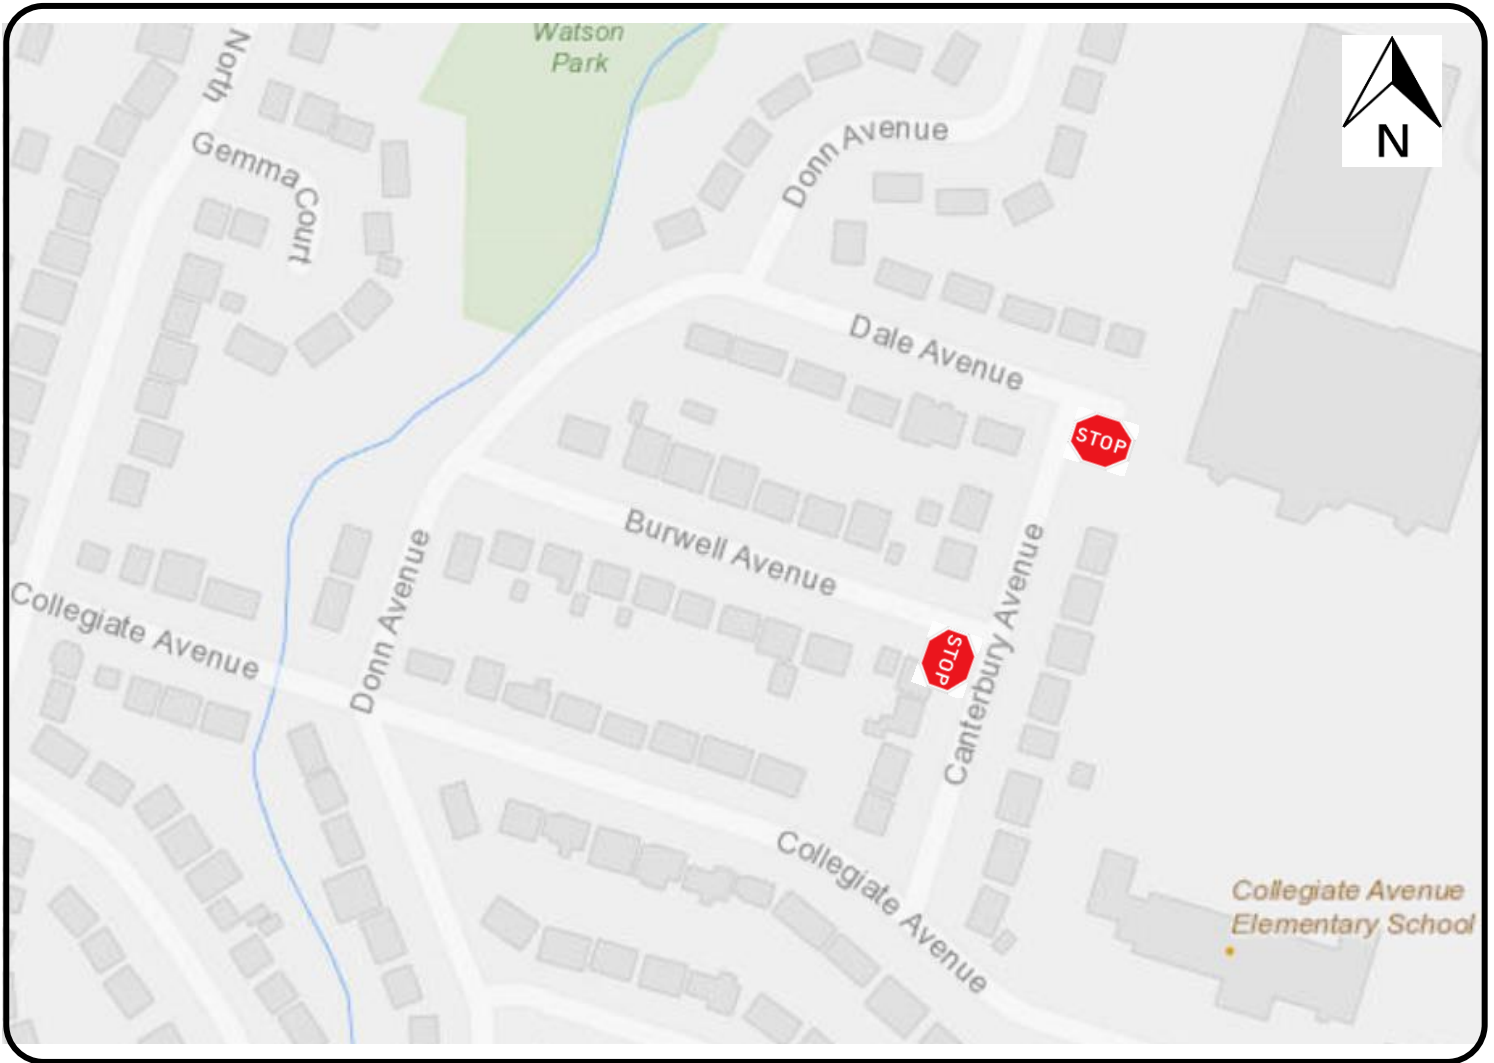 Watson
Park
North
N
Gemma Court
Donn Avenue
Dale Avenue
STOP
Burwell Avenue
Donn Avenue
Canterbury Avenue
Collegiate Avenue
STOP
Collegiate Avenue
Collegiate Avenue
Elementary School